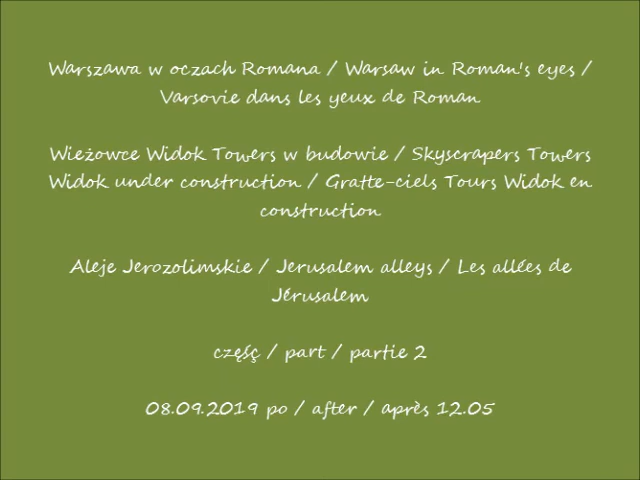 Warszawa w oczach Romana / Warsaw in Roman's eyes /
Varsovie dans les yeux de Roman
Wieżowce Widok Towers w budowie / Skyscrapers Towers
Widok under construction / Gratte-ciels Tours Widok en
construction
Aleje Jerozolimskie / Jerusalem alleys / Les allées de
Jérusalem
częśç / part / partie 2
08.09.2019 po / after / après 12.05